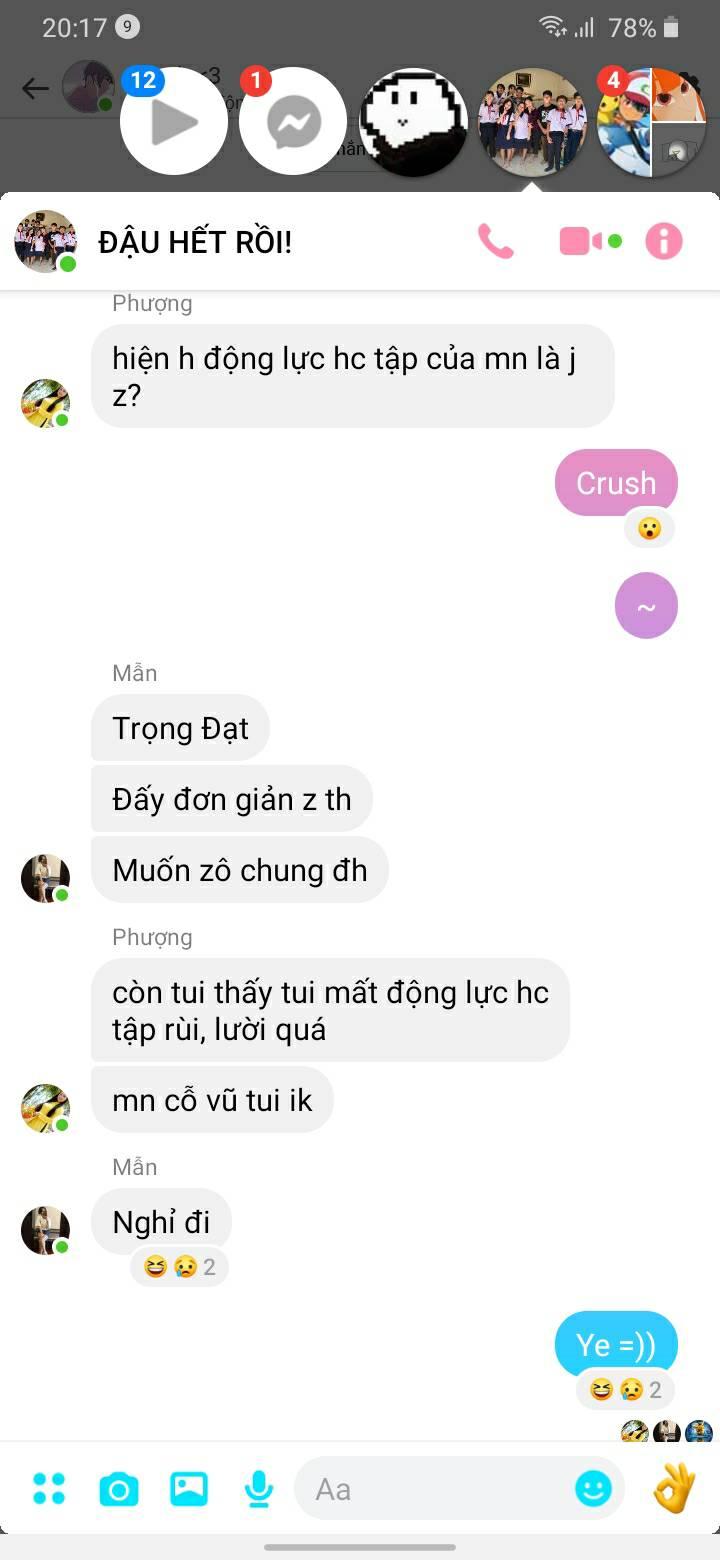 20:17 9 78%
12
1
4
ĐẬU HẾT RỒI!
Phượng
hiện h động lực hc tập của mn là j
z?
Crush
~
Mẫn
Trọng Đạt
Đấy đơn giản z th
Muốn zô chung đh
Phượng
còn tui thấy tui mất động lực hc
tập rùi, lười quá
mn cỗ vũ tui ik
Mẫn
Nghỉ đi
2
Ye =))
2
Aa